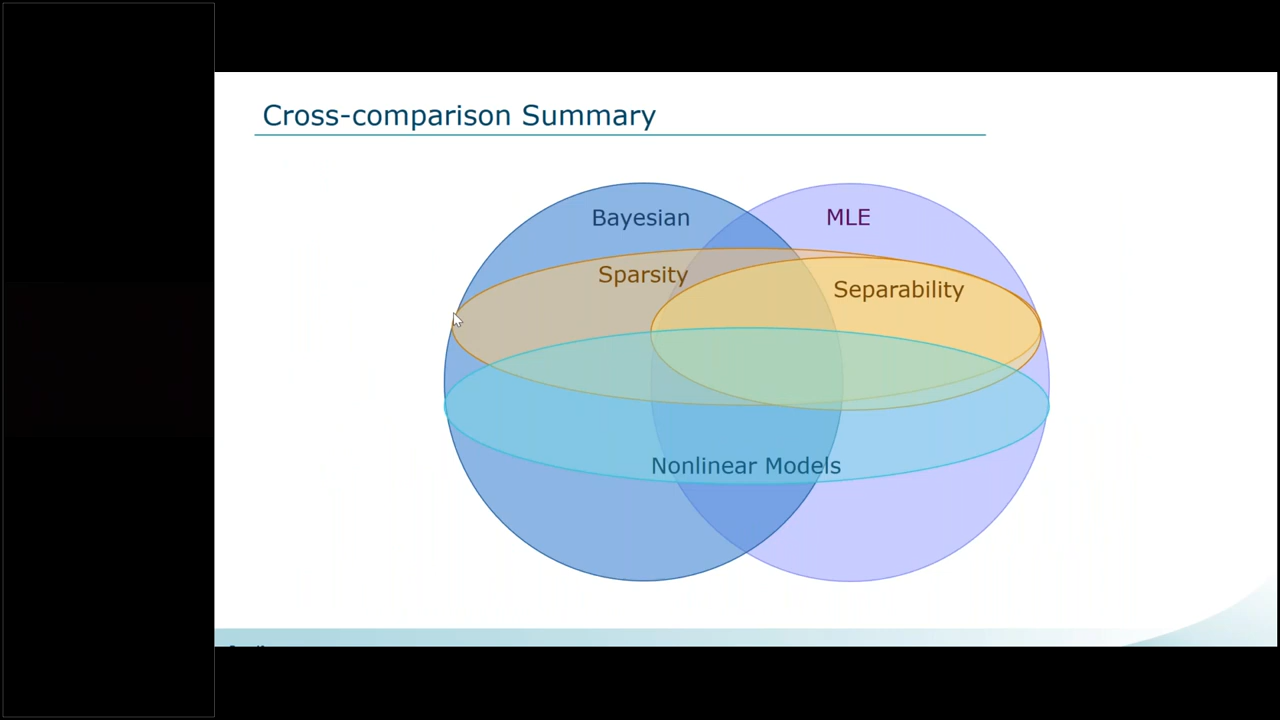 Cross-comparison Summary
Bayesian
MLE
Sparsity
Separability
Nonlinear Models